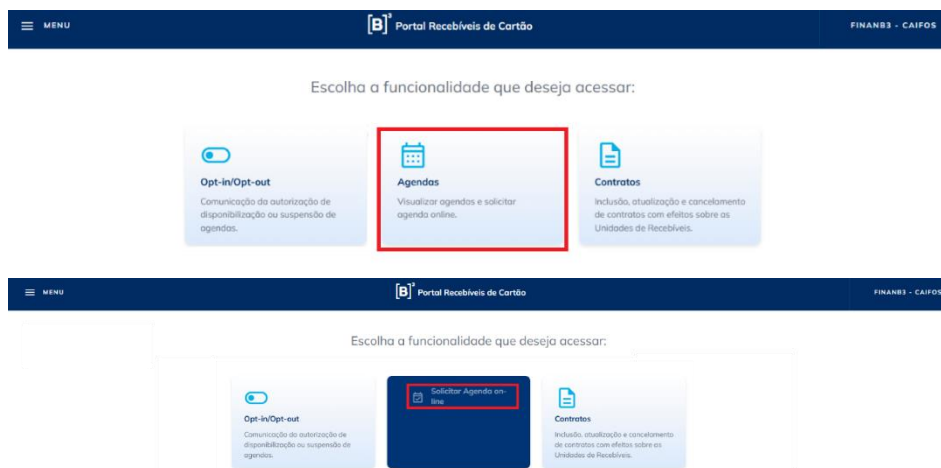 MENU
[B]³ Portal Recebíveis de Cartão
FINANB3 - CAIFOS
Escolha a funcionalidade que deseja acessar:
Opt-in/Opt-out
Comunicação da autorização de
disponibilização ou suspensão de
agendas.
Agendas
Visualizar agendas e solicitar
agenda online.
Contratos
Inclusão, atualização e cancelamento
de contratos com efeitos sobre as
Unidades de Recebíveis.
MENU
[B]³ Portal Recebíveis de Cartão
FINANB3 - CAIFOS
Escolha a funcionalidade que deseja acessar:
Opt-in/Opt-out
Comunicação da autorização de
disponibilização ou suspensão de
agendas.
Solicitar Agenda on-
line
Contratos
Inclusão, atualização e cancelamento
de contratos com efeitos sobre as
Unidades de Recebíveis.